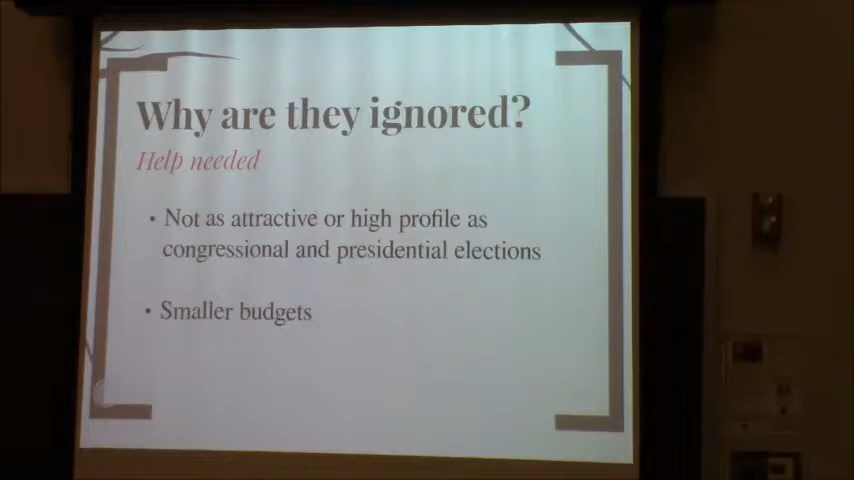 Why are they ignored?
Help needed
• Not as attractive or high profile as
congressional and presidential elections
• Smaller budgets